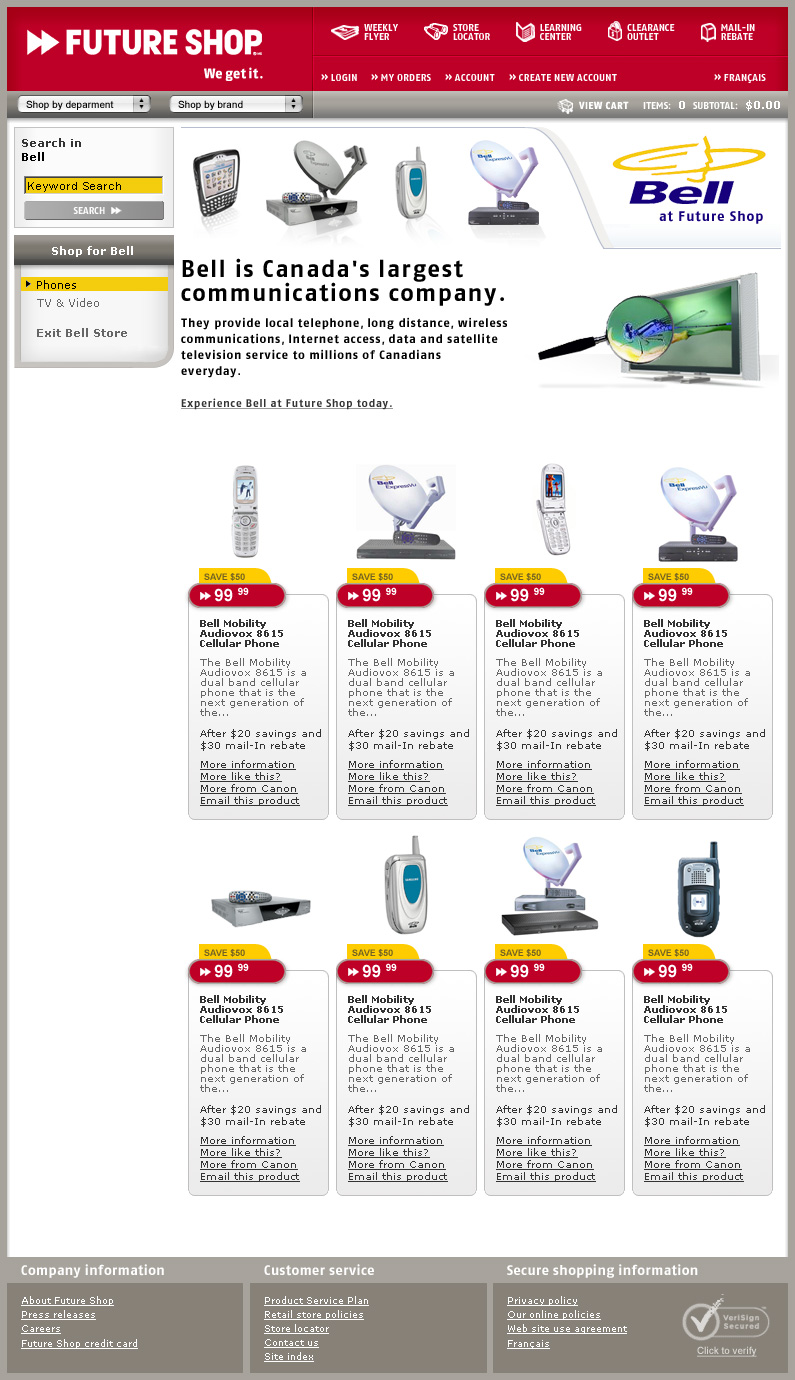 FUTURE SHOP.
We get it.
WEEKLY FLYER
STORE LOCATOR
LEARNING CENTER
CLEARANCE OUTLET
MAIL-IN REBATE
LOGIN
MY ORDERS
ACCOUNT
CREATE NEW ACCOUNT
FRANÇAIS
Shop by deparment
Shop by brand
VIEW CART
ITEMS: 0
SUBTOTAL: $0.00
Search in
Bell
Keyword Search
SEARCH
Shop for Bell
Phones
TV & Video
Exit Bell Store
Bell ExpressVu
Bell
at Future Shop
Bell is Canada's largest
communications company.
They provide local telephone, long distance, wireless
communications, Internet access, data and satellite
television service to millions of Canadians
everyday.
Experience Bell at Future Shop today.
Bell ExpressVu
Bell ExpressVu
SAVE $50
99 99
Bell Mobility
Audiovox 8615
Cellular Phone
The Bell Mobility
Audiovox 8615 is a
dual band cellular
phone that is the
next generation of
the...
After $20 savings and
$30 mail-In rebate
More information
More like this?
More from Canon
Email this product
SAVE $50
99 99
Bell Mobility
Audiovox 8615
Cellular Phone
The Bell Mobility
Audiovox 8615 is a
dual band cellular
phone that is the
next generation of
the...
After $20 savings and
$30 mail-In rebate
More information
More like this?
More from Canon
Email this product
SAVE $50
99 99
Bell Mobility
Audiovox 8615
Cellular Phone
The Bell Mobility
Audiovox 8615 is a
dual band cellular
phone that is the
next generation of
the...
After $20 savings and
$30 mail-In rebate
More information
More like this?
More from Canon
Email this product
SAVE $50
99 99
Bell Mobility
Audiovox 8615
Cellular Phone
The Bell Mobility
Audiovox 8615 is a
dual band cellular
phone that is the
next generation of
the...
After $20 savings and
$30 mail-In rebate
More information
More like this?
More from Canon
Email this product
SAMSUNG
Bell ExpressVu
SAVE $50
99 99
Bell Mobility
Audiovox 8615
Cellular Phone
The Bell Mobility
Audiovox 8615 is a
dual band cellular
phone that is the
next generation of
the...
After $20 savings and
$30 mail-In rebate
More information
More like this?
More from Canon
Email this product
SAVE $50
99 99
Bell Mobility
Audiovox 8615
Cellular Phone
The Bell Mobility
Audiovox 8615 is a
dual band cellular
phone that is the
next generation of
the...
After $20 savings and
$30 mail-In rebate
More information
More like this?
More from Canon
Email this product
SAVE $50
99 99
Bell Mobility
Audiovox 8615
Cellular Phone
The Bell Mobility
Audiovox 8615 is a
dual band cellular
phone that is the
next generation of
the...
After $20 savings and
$30 mail-In rebate
More information
More like this?
More from Canon
Email this product
SAVE $50
99 99
Bell Mobility
Audiovox 8615
Cellular Phone
The Bell Mobility
Audiovox 8615 is a
dual band cellular
phone that is the
next generation of
the...
After $20 savings and
$30 mail-In rebate
More information
More like this?
More from Canon
Email this product
Company information
About Future Shop
Press releases
Careers
Future Shop credit card
Customer service
Product Service Plan
Retail store policies
Store locator
Contact us
Site index
Secure shopping information
Privacy policy
Our online policies
Web site use agreement
Français
VeriSign
Secured
Click to verify